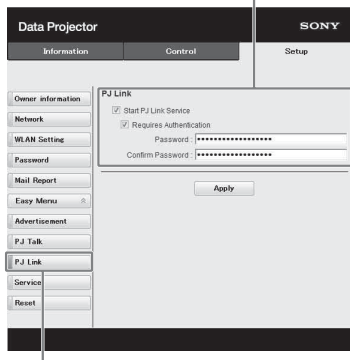 Data Projector
SONY
Information
Control
Setup
Owner information
Network
WLAN Setting
Password
Mail Report
Easy Menu
Advertisement
PJ Talk
PJ Link
Service
Reset
PJ Link
Start PJ Link Service
Requires Authentication
Password : ••••••••••••••••••
Confirm Password : ••••••••••••••••••
Apply